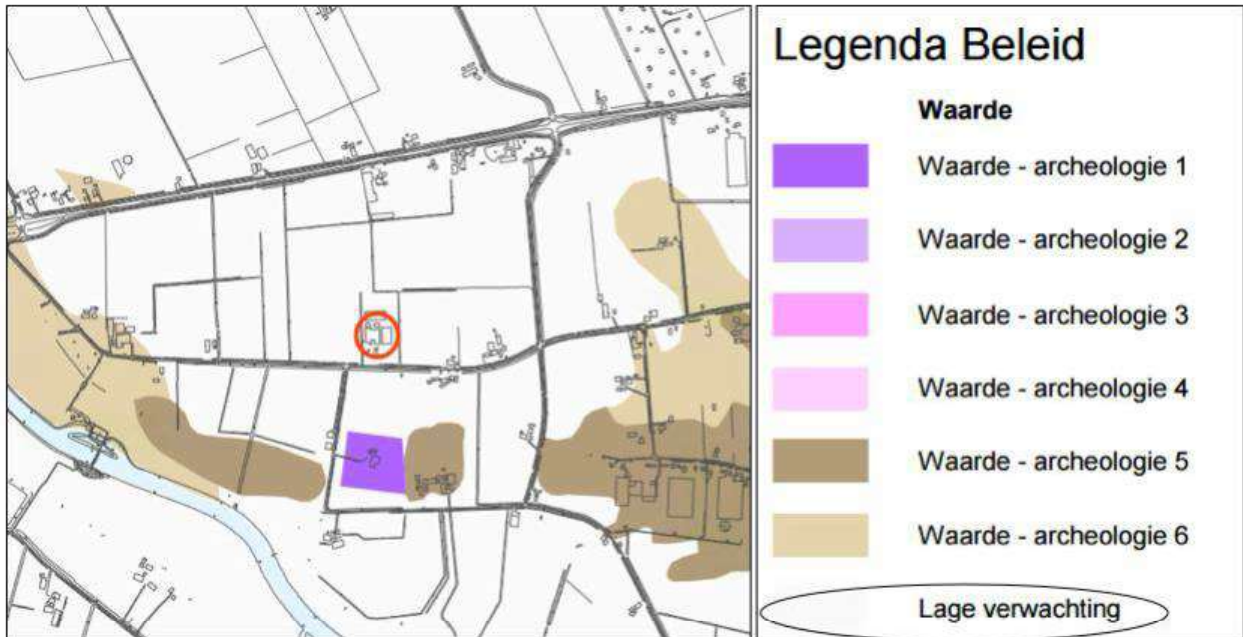 Legenda Beleid
Waarde
Waarde - archeologie 1
Waarde - archeologie 2
Waarde - archeologie 3
Waarde - archeologie 4
Waarde - archeologie 5
Waarde - archeologie 6
Lage verwachting